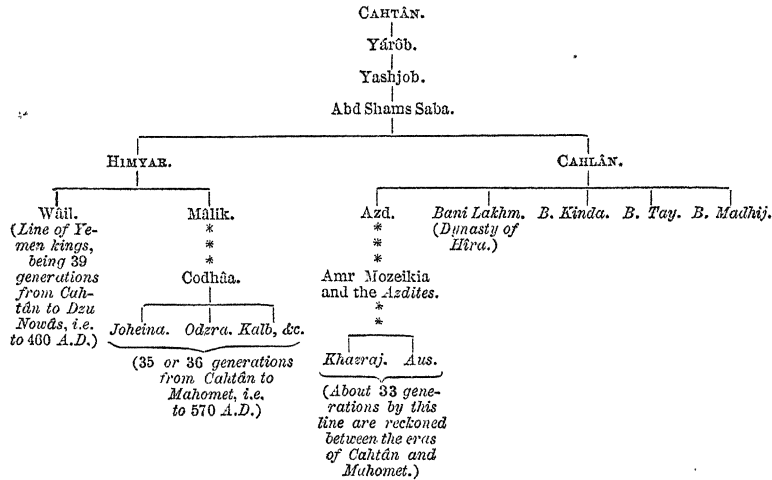 CAHTÂN.
Yárôb.
Yashjob.
Abd Shams Saba.
HIMYAR.
CAHLÂN.
Wâil.
(Line of Ye-
men kings,
being 39
generations
from Cah-
tân to Dzu
Nowâs, i.e.
to 460 A.D.)
Mâlik.
*
*
*
Codhâa.
Joheina. Odzra. Kalb, &c.
(35 or 36 generations
from Cahtân to
Mahomet, i.e.
to 570 A.D.)
Azd.
*
*
*
Amr Mozeikia
and the Azdites.
*
*
Khazraj. Aus.
(About 33 gene-
rations by this
line are reckoned
between the eras
of Cahtân and
Mahomet.)
Bani Lakhm.
(Dynasty of
Hîra.)
B. Kinda.
B. Tay.
B. Madhij.